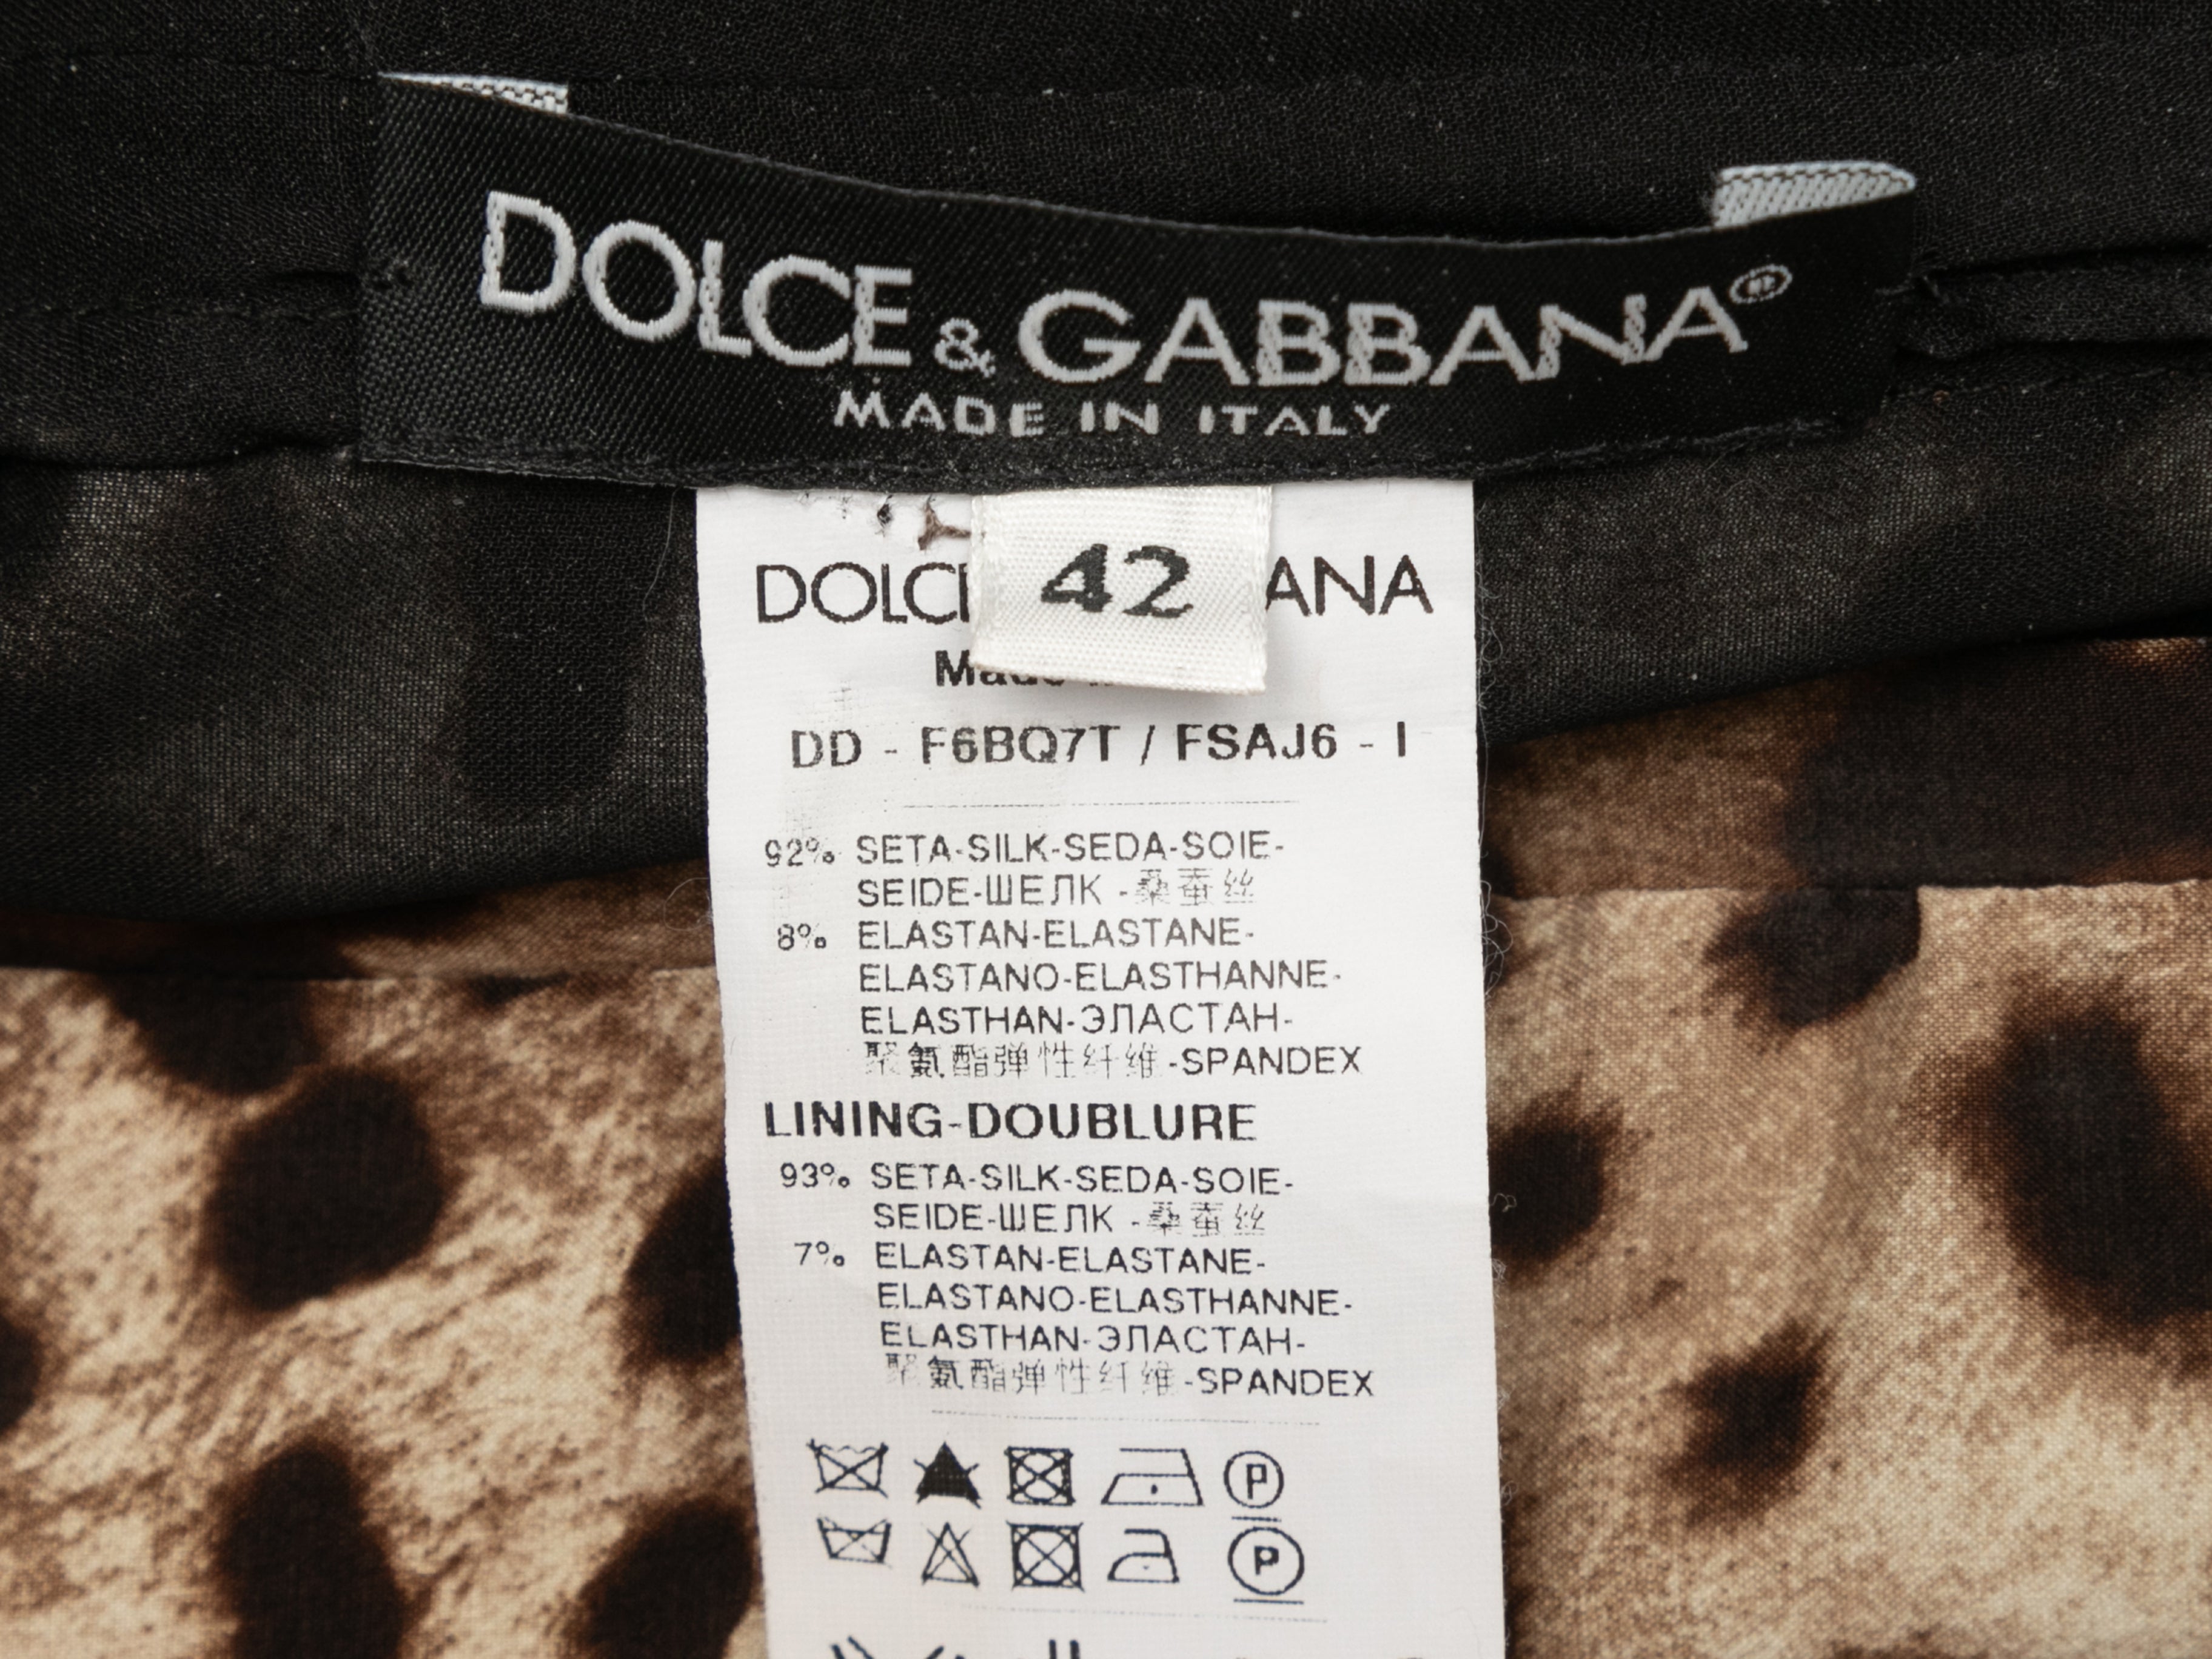 DOLCE & GABBANA®
MADE IN ITALY
42
DOLC ANA
Made
DD - F6BQ7T / FSAJ6 - I
92% SETA-SILK-SEDA-SOIE-
SEIDE-ШЕЛК -桑蚕丝
8% ELASTAN-ELASTANE-
ELASTANO-ELASTHANNE-
ELASTHAN-ЭЛАСТАН-
聚氨酯弹性纤维-SPANDEX
LINING-DOUBLURE
93% SETA-SILK-SEDA-SOIE-
SEIDE-ШЕЛК -桑蚕丝
7% ELASTAN-ELASTANE-
ELASTANO-ELASTHANNE-
ELASTHAN-ЭЛАСТАН-
聚氨酯弹性纤维-SPANDEX
P
P